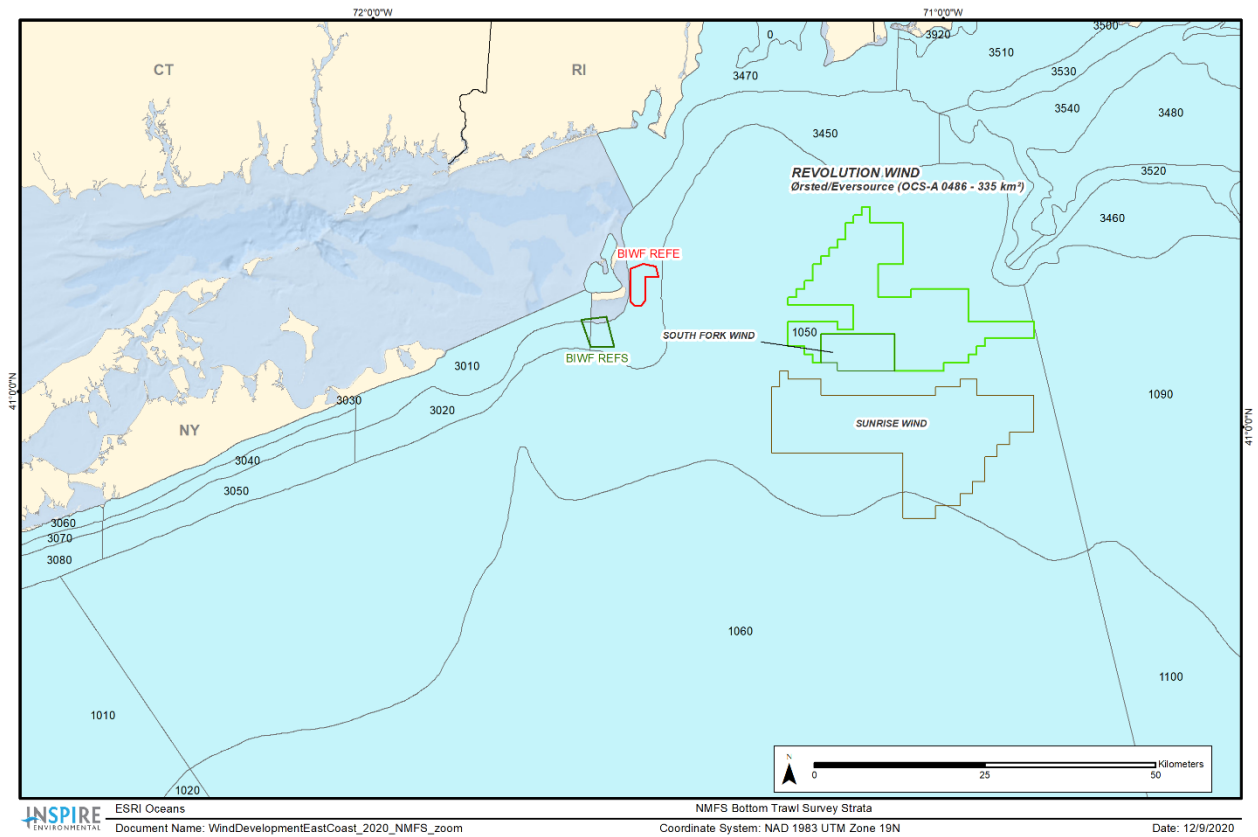 72°0'0"W
71°0'0"W
3500
0
3920
3510
CT
RI
3470
3530
3540
3480
3450
REVOLUTION WIND
Ørsted/Eversource (OCS-A 0486 - 335 km²)
3520
3460
BIWF REFE
1050
SOUTH FORK WIND
BIWF REFS
3010
41°0'0"N
1090
3030
3020
41°0'0"N
NY
SUNRISE WIND
3040
3050
3060
3070
3080
1060
1100
1010
N
Kilometers
0
25
50
1020
INSPIRE
ENVIRONMENTAL
ESRI Oceans
NMFS Bottom Trawl Survey Strata
Document Name: WindDevelopmentEastCoast_2020_NMFS_zoom
Coordinate System: NAD 1983 UTM Zone 19N
Date: 12/9/2020